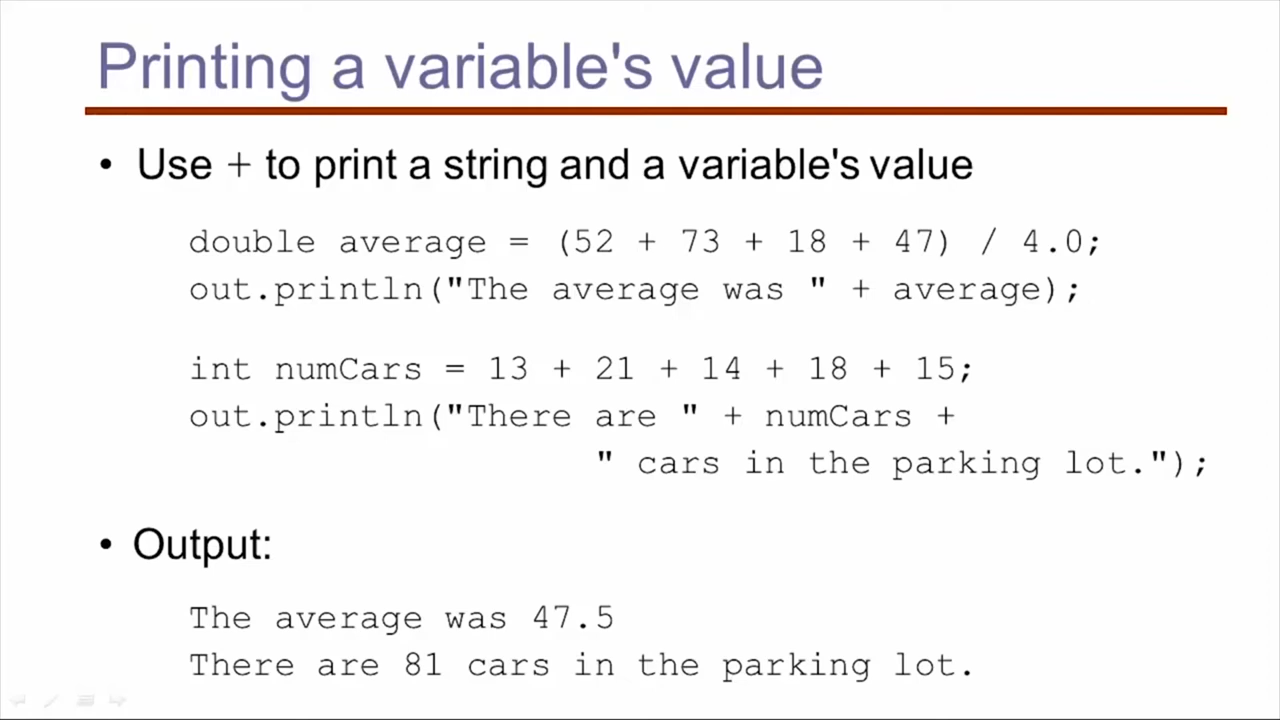 Printing a variable's value
• Use + to print a string and a variable's value
double average = (52 + 73 + 18 + 47) / 4.0;
out.println("The average was " + average);
int numCars = 13 + 21 + 14 + 18 + 15;
out.println("There are " + numCars +
" cars in the parking lot.");
• Output:
The average was 47.5
There are 81 cars in the parking lot.